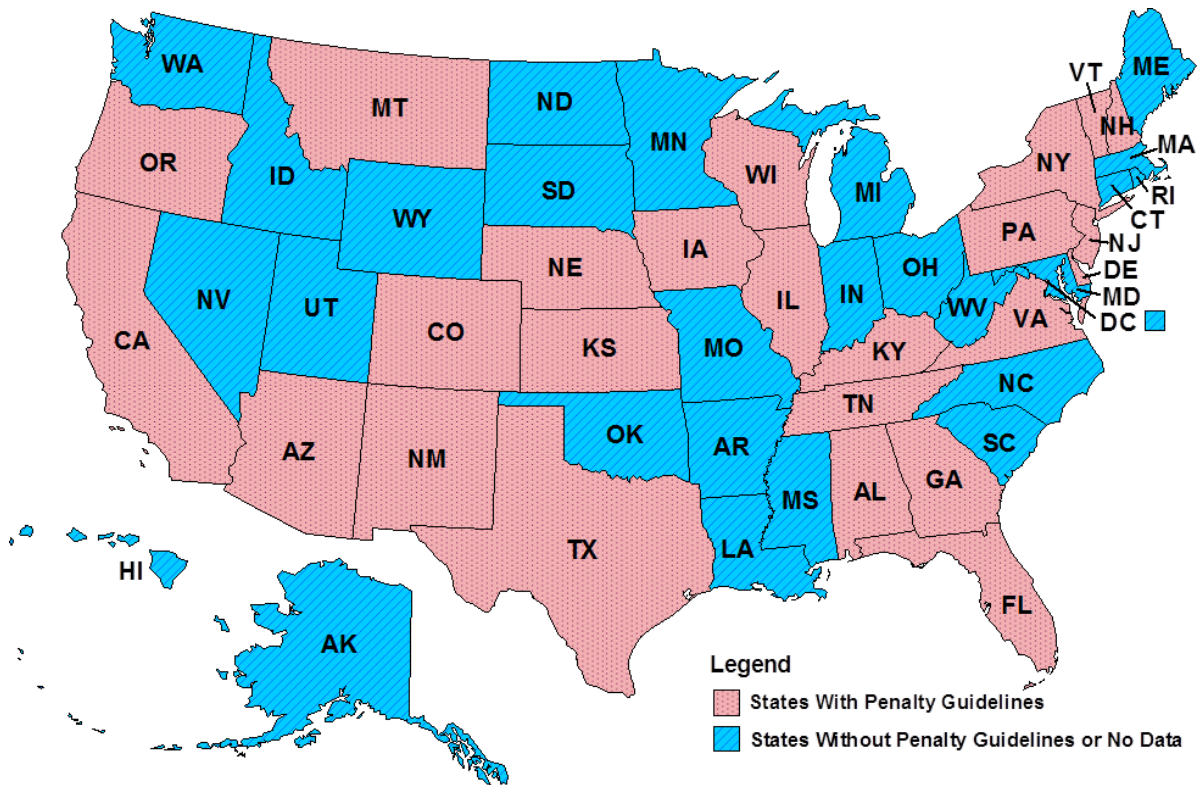 WA
MT
ND
MN
ME
VT
NH
OR
ID
WY
SD
WI
MI
NY
MA
RI
CT
PA
NJ
DE
MD
DC
NV
UT
CA
CO
NE
IA
KS
IL
IN
OH
WV
VA
KY
MO
NC
TN
SC
AZ
NM
OK
AR
MS
AL
GA
TX
LA
FL
HI
AK
Legend
States With Penalty Guidelines
States Without Penalty Guidelines or No Data